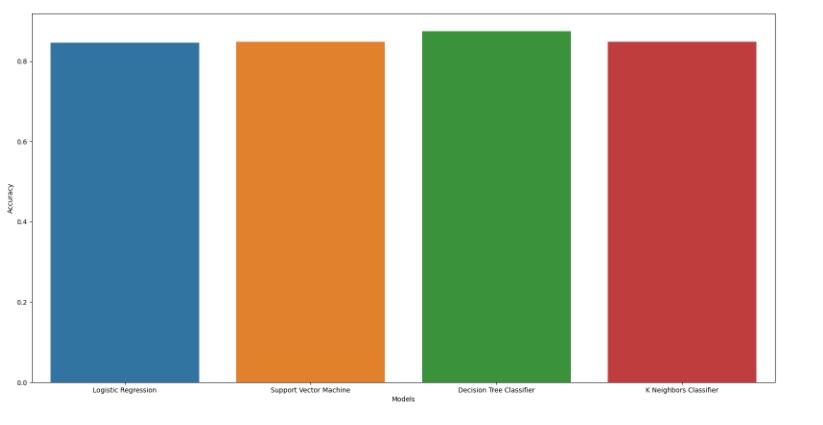 0.8
0.6
0.4
0.2
0.0
Accuracy
Logistic Regression
Support Vector Machine
Decision Tree Classifier
K Neighbors Classifier
Models